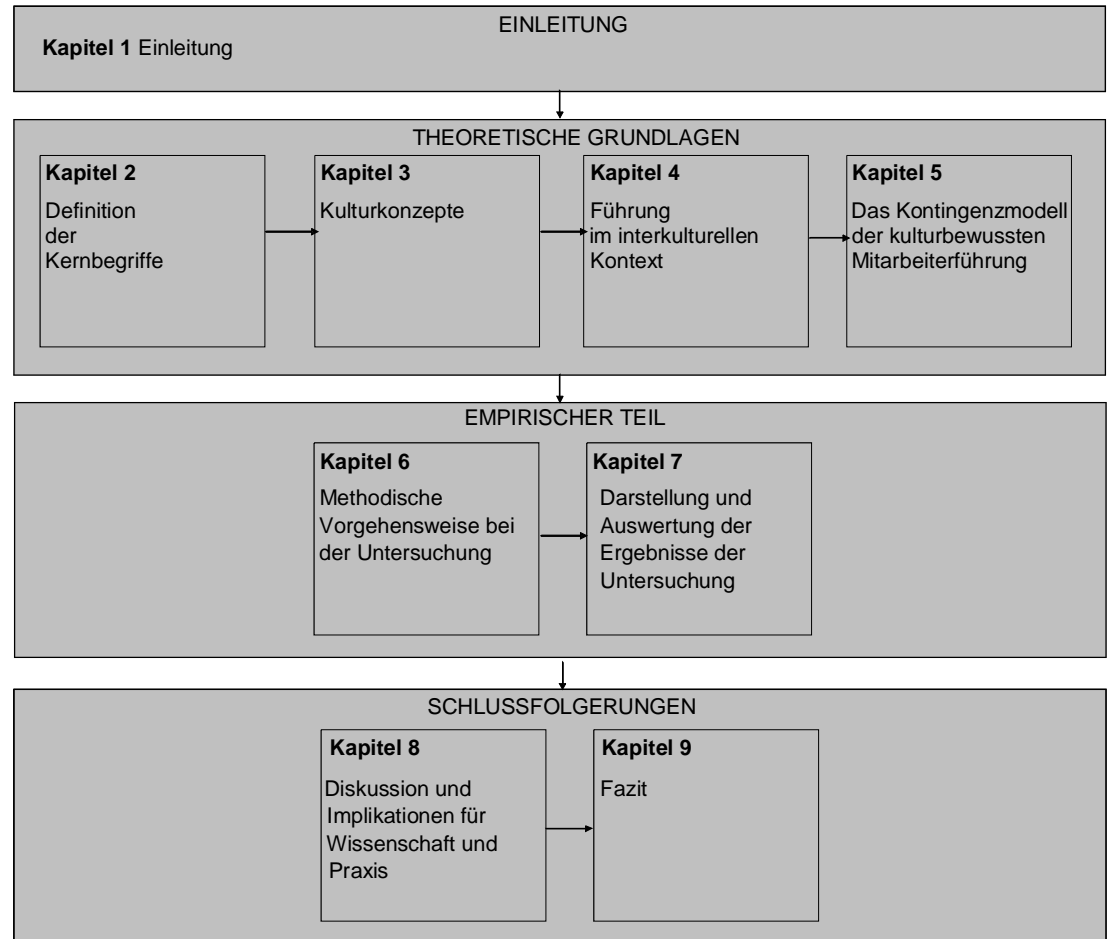 EINLEITUNG
Kapitel 1 Einleitung
THEORETISCHE GRUNDLAGEN
Kapitel 2
Definition
der
Kernbegriffe
Kapitel 3
Kulturkonzepte
Kapitel 4
Führung
im interkulturellen
Kontext
Kapitel 5
Das Kontingenzmodell
der kulturbewussten
Mitarbeiterführung
EMPIRISCHER TEIL
Kapitel 6
Methodische
Vorgehensweise bei
der Untersuchung
Kapitel 7
Darstellung und
Auswertung der
Ergebnisse der
Untersuchung
SCHLUSSFOLGERUNGEN
Kapitel 8
Diskussion und
Implikationen für
Wissenschaft und
Praxis
Kapitel 9
Fazit